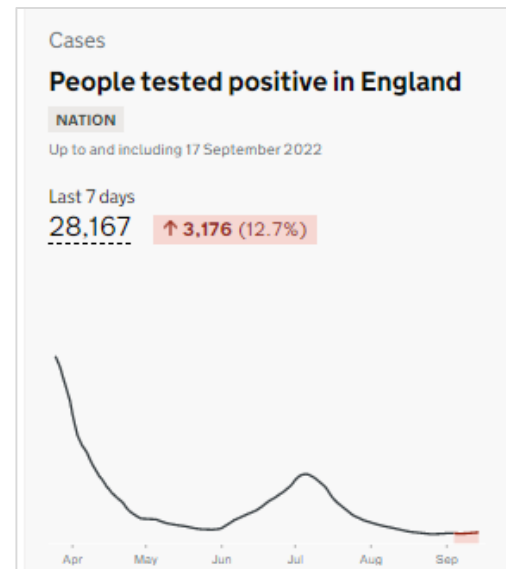 Cases
People tested positive in England
NATION
Up to and including 17 September 2022
Last 7 days
28,167 ↑ 3,176 (12.7%)
Apr May Jun Jul Aug Sep